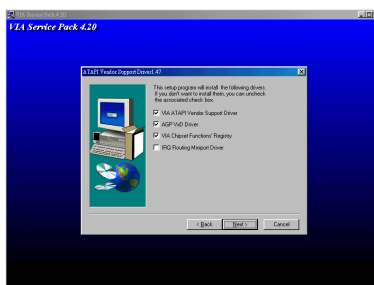 VIA Service Pack 4.20
VIA Service Pack 4.20
ATAPI Vendor Support Driver1.47
This setup program will install the following drivers.
If you don't want to install them, you can uncheck
the associated check box.
VIA ATAPI Vendor Support Driver
AGP VxD Driver
VIA Chipset Functions' Registry
IRQ Routing Miniport Driver
< Back
Next >
Cancel